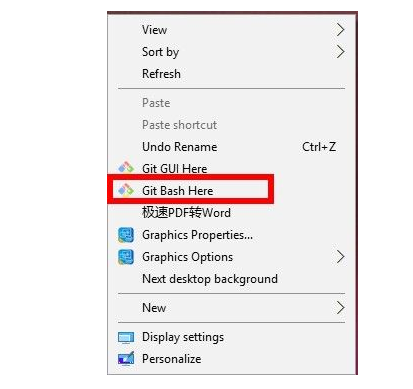 View
Sort by
Refresh
Paste
Paste shortcut
Undo Rename Ctrl+Z
Git GUI Here
Git Bash Here
极速PDF转Word
Graphics Properties...
Graphics Options
Next desktop background
New
Display settings
Personalize